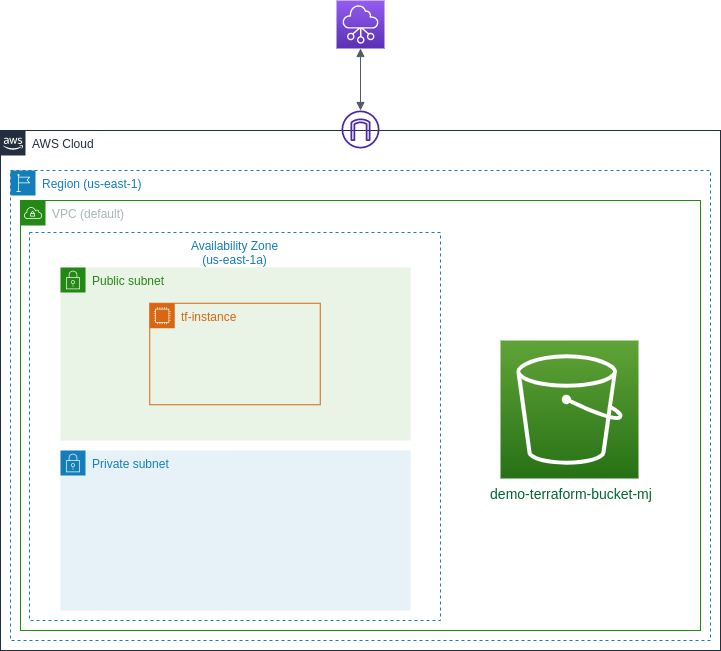 aws
AWS Cloud
Region (us-east-1)
VPC (default)
Availability Zone
(us-east-1a)
Public subnet
tf-instance
Private subnet
demo-terraform-bucket-mj